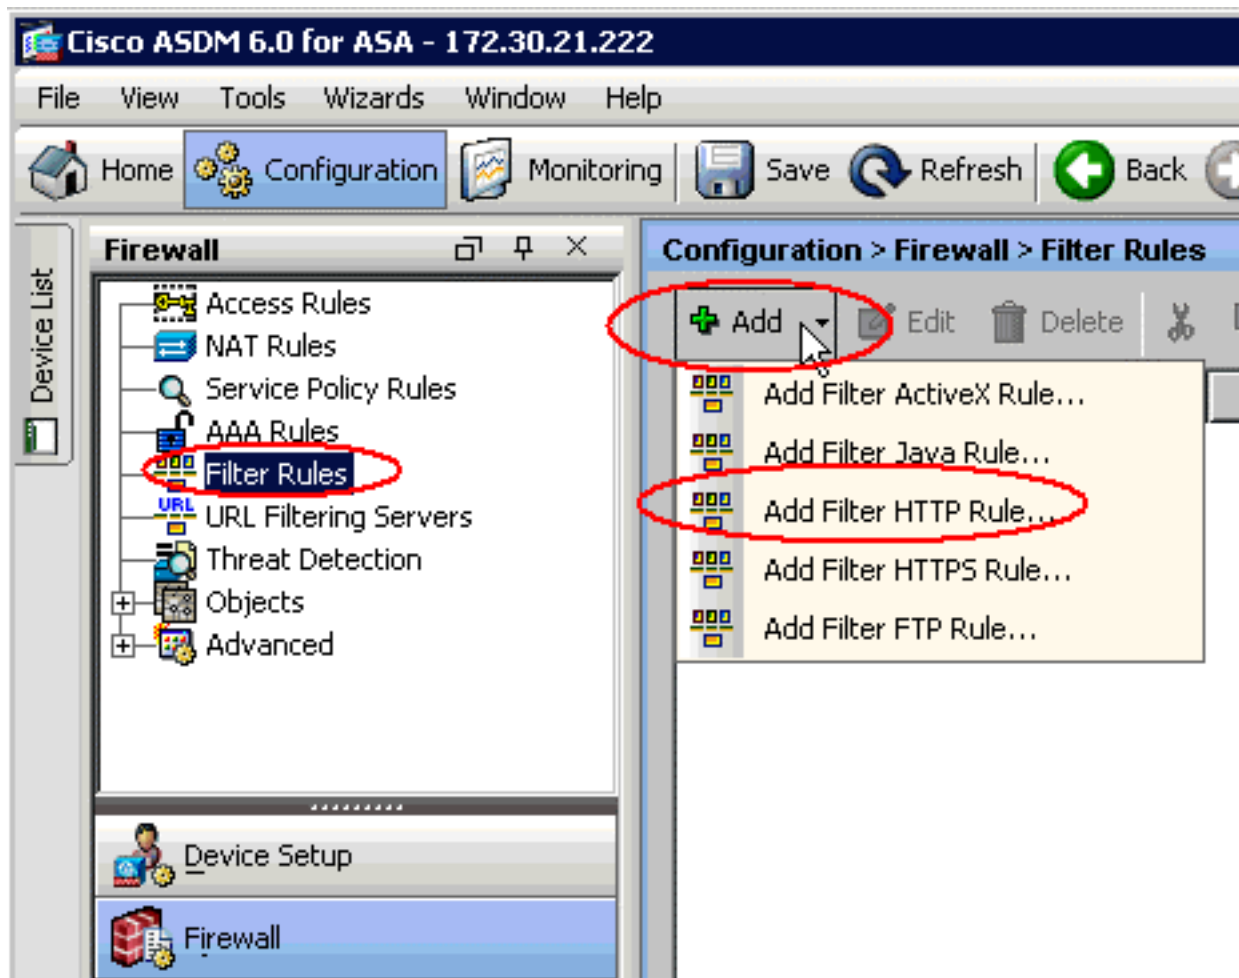 Cisco ASDM 6.0 for ASA - 172.30.21.222
File View Tools Wizards Window Help
Home Configuration Monitoring Save Refresh Back
Device List
Firewall
Access Rules
NAT Rules
Service Policy Rules
AAA Rules
Filter Rules
URL URL Filtering Servers
Threat Detection
Objects
Advanced
Device Setup
Firewall
Configuration > Firewall > Filter Rules
Add Edit Delete
Add Filter ActiveX Rule...
Add Filter Java Rule...
Add Filter HTTP Rule...
Add Filter HTTPS Rule...
Add Filter FTP Rule...